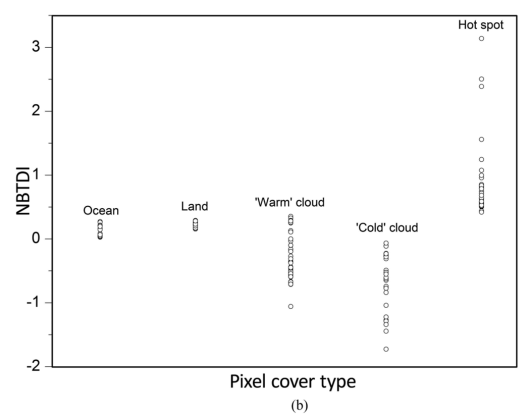 Hot spot
3
2
1
Ocean
Land
'Warm' cloud
'Cold' cloud
0
-1
-2
NBTDI
Pixel cover type
(b)